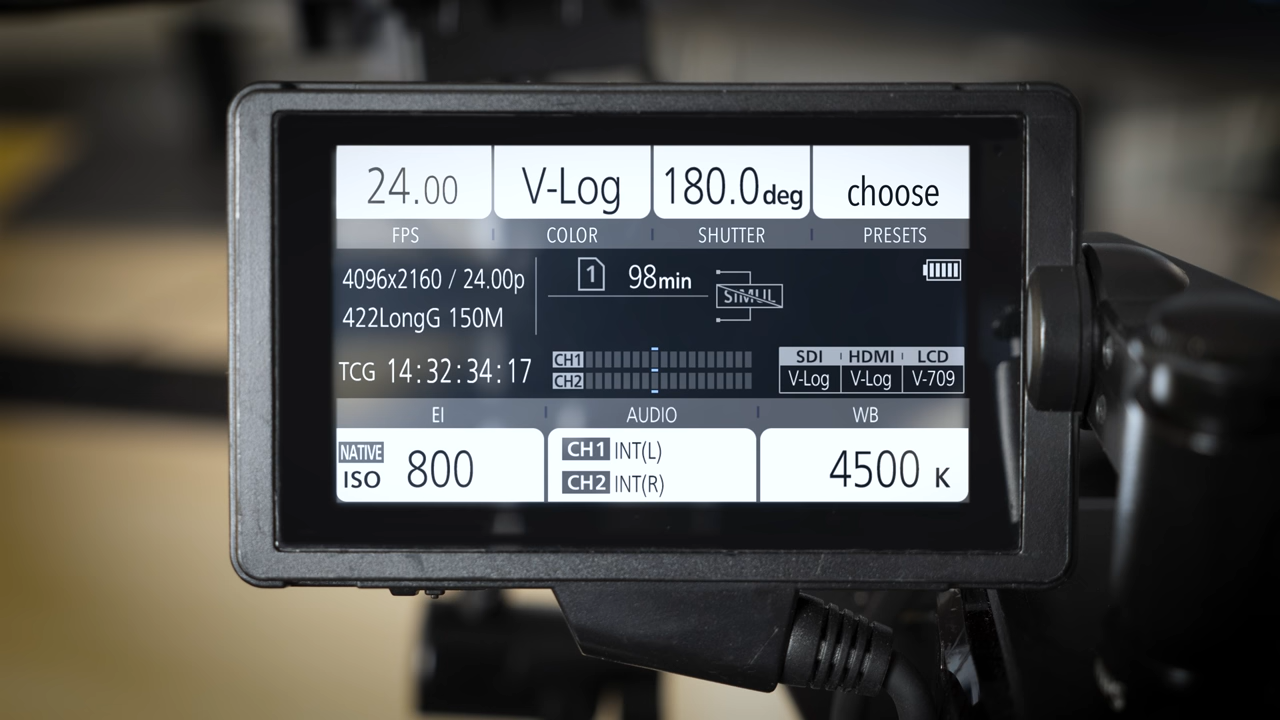 24.00 V-Log 180.0deg choose
FPS COLOR SHUTTER PRESETS
4096x2160 / 24.00p 1 98min SIMUL
422LongG 150M
TCG 14:32:34:17 CH1 SDI HDMI LCD
CH2 V-Log V-Log V-709
EI AUDIO WB
NATIVE ISO 800 CH1 INT(L) 4500 K
CH2 INT(R)